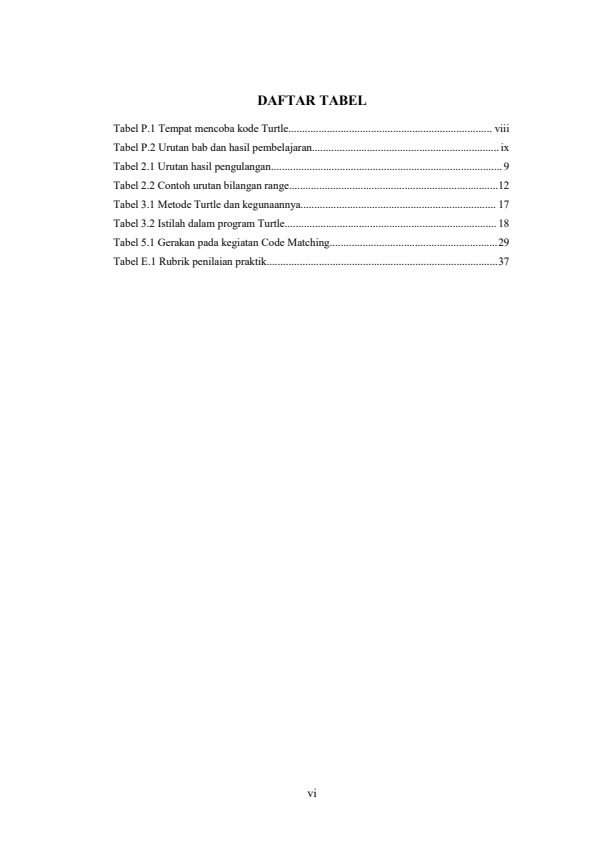 DAFTAR TABEL
Tabel P.1 Tempat mencoba kode Turtle.......................................................................... viii
Tabel P.2 Urutan bab dan hasil pembelajaran.................................................................... ix
Tabel 2.1 Urutan hasil pengulangan.................................................................................... 9
Tabel 2.2 Contoh urutan bilangan range............................................................................12
Tabel 3.1 Metode Turtle dan kegunaannya....................................................................... 17
Tabel 3.2 Istilah dalam program Turtle............................................................................. 18
Tabel 5.1 Gerakan pada kegiatan Code Matching.............................................................29
Tabel E.1 Rubrik penilaian praktik....................................................................................37
vi